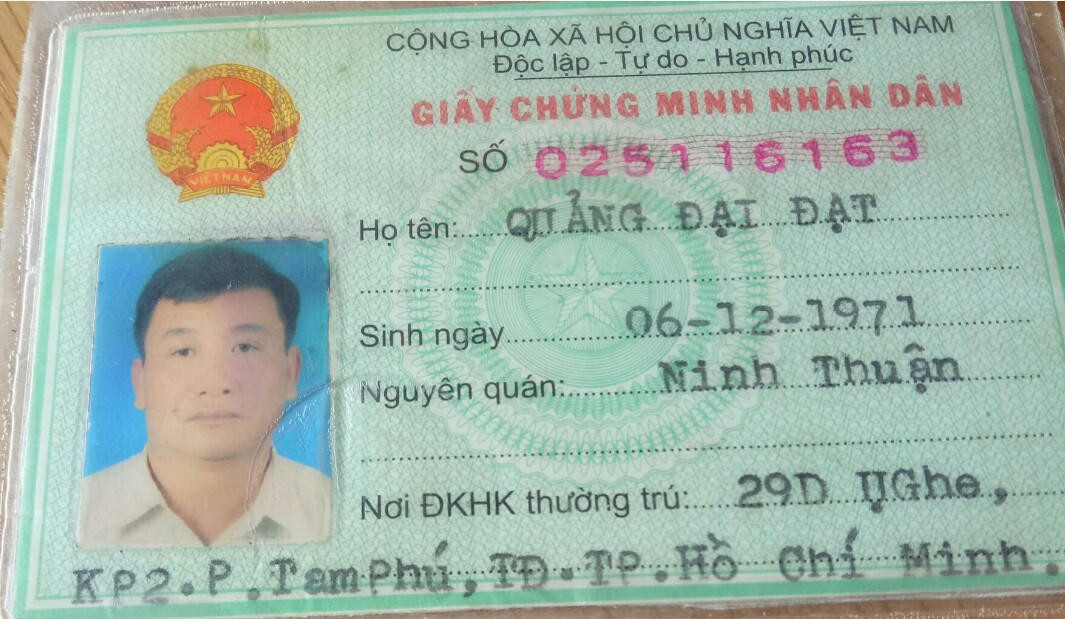 CỘNG HÒA XÃ HỘI CHỦ NGHĨA VIỆT NAM
Độc lập - Tự do - Hạnh phúc
GIẤY CHỨNG MINH NHÂN DÂN
SỐ 025116163
VIỆT NAM
Họ tên: QUẢNG ĐẠI ĐẠT
Sinh ngày 06-12-1971
Nguyên quán: Ninh Thuận
Nơi ĐKHK thường trú: 29D ỤGhe,
KP2.P.TamPhú,TĐ.TP.Hồ Chí Minh.